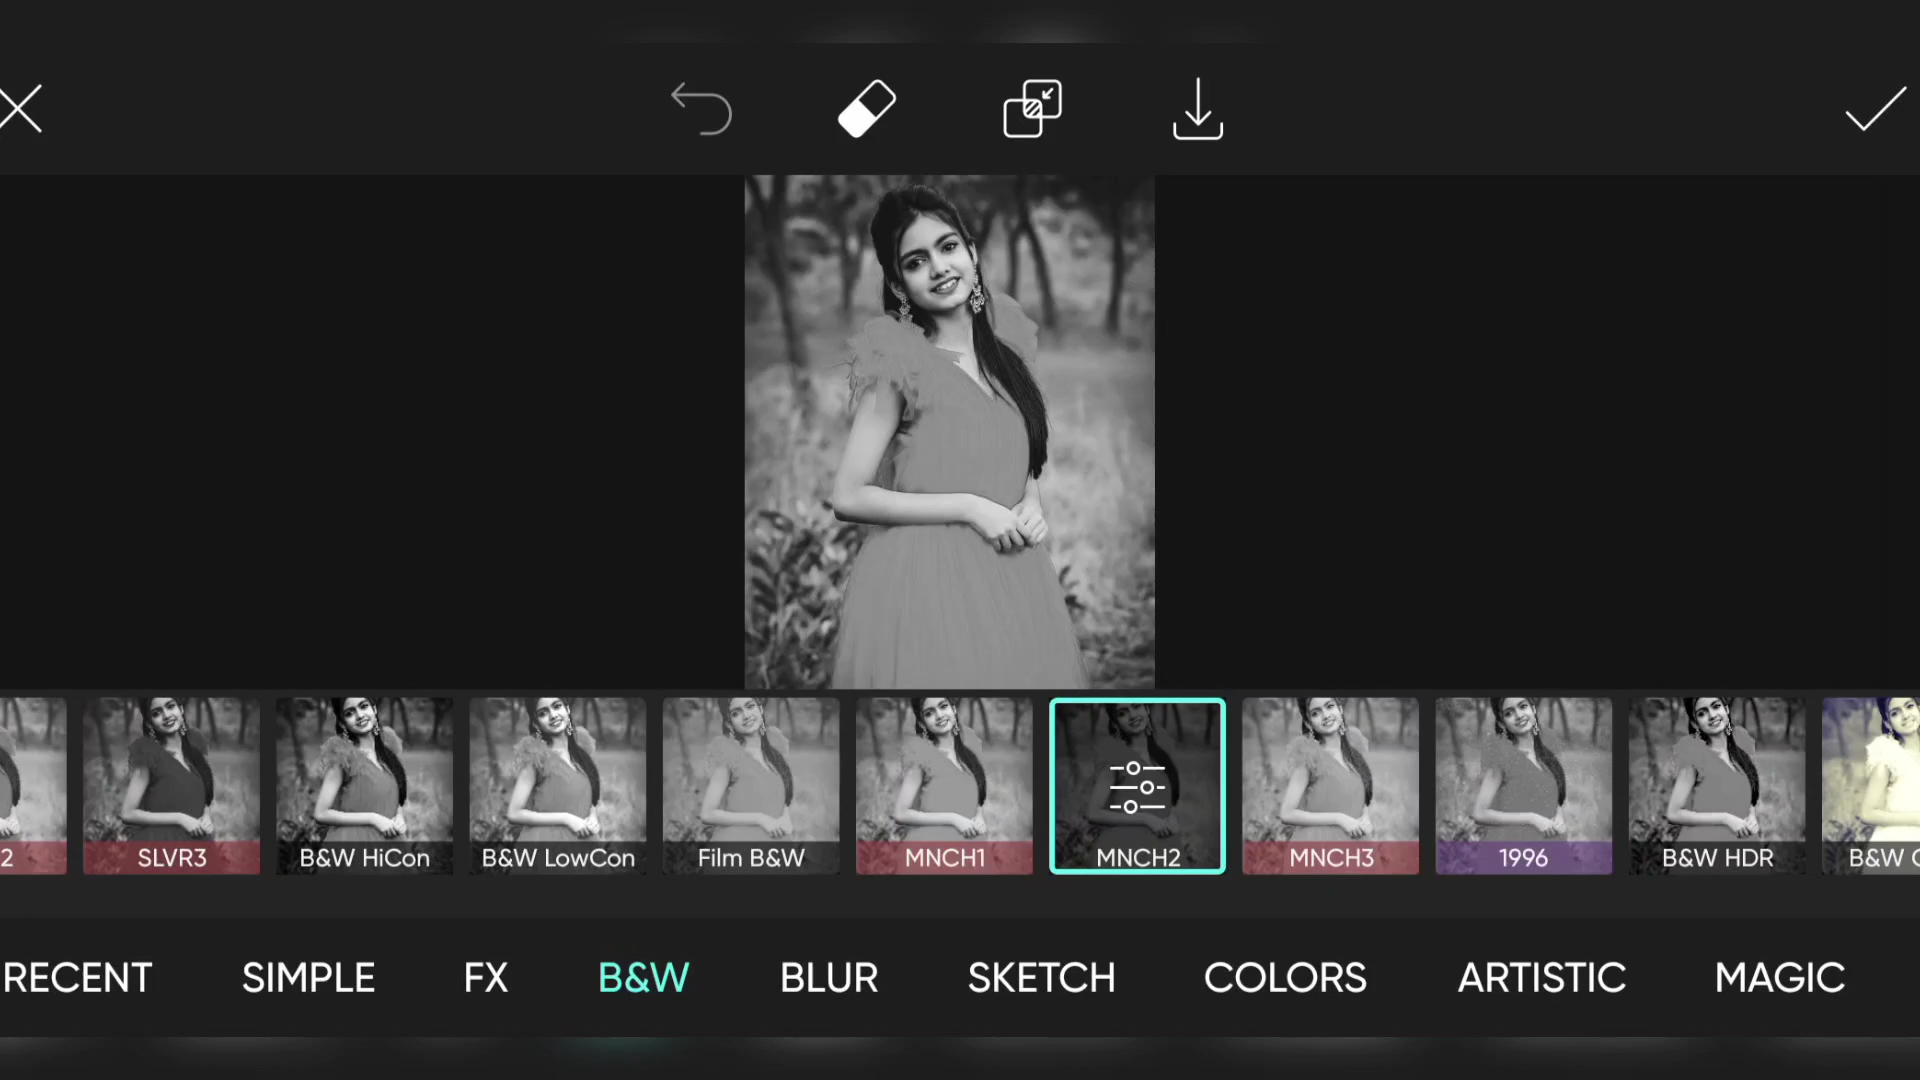 2
SLVR3
B&W HiCon
B&W LowCon
Film B&W
MNCH1
MNCH2
MNCH3
1996
B&W HDR
B&W
RECENT SIMPLE FX B&W BLUR SKETCH COLORS ARTISTIC MAGIC